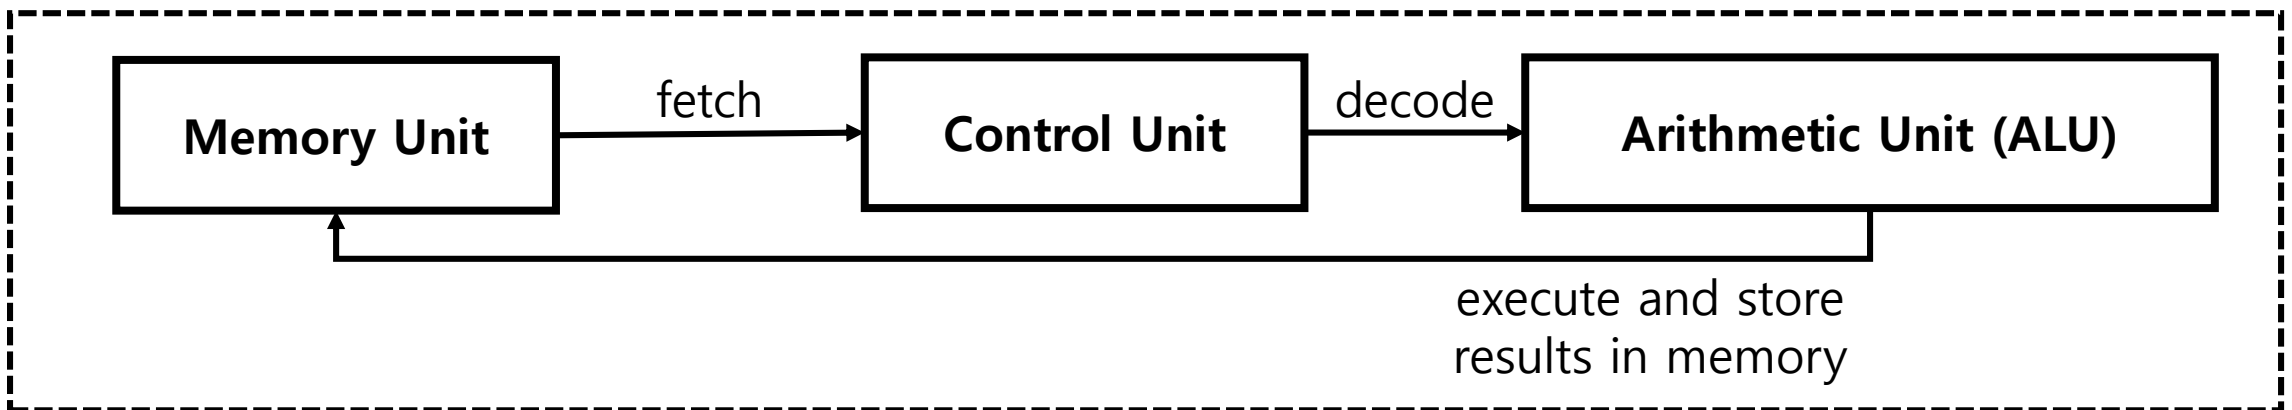 Memory Unit
fetch
Control Unit
decode
Arithmetic Unit (ALU)
execute and store
results in memory